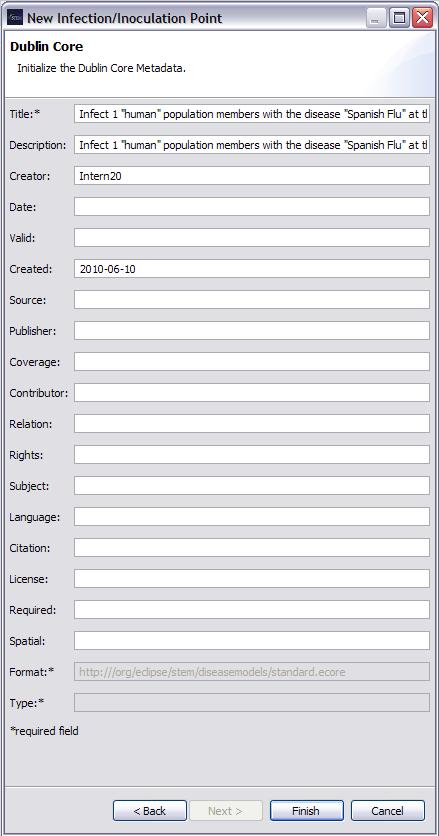 New Infection/Inoculation Point
Dublin Core
Initialize the Dublin Core Metadata.
Title:* Infect 1 "human" population members with the disease "Spanish Flu" at th
Description: Infect 1 "human" population members with the disease "Spanish Flu" at th
Creator: Intern20
Date:
Valid:
Created: 2010-06-10
Source:
Publisher:
Coverage:
Contributor:
Relation:
Rights:
Subject:
Language:
Citation:
License:
Required:
Spatial:
Format:* http:///org/eclipse/stem/diseasemodels/standard.ecore
Type:*
*required field
< Back Next > Finish Cancel